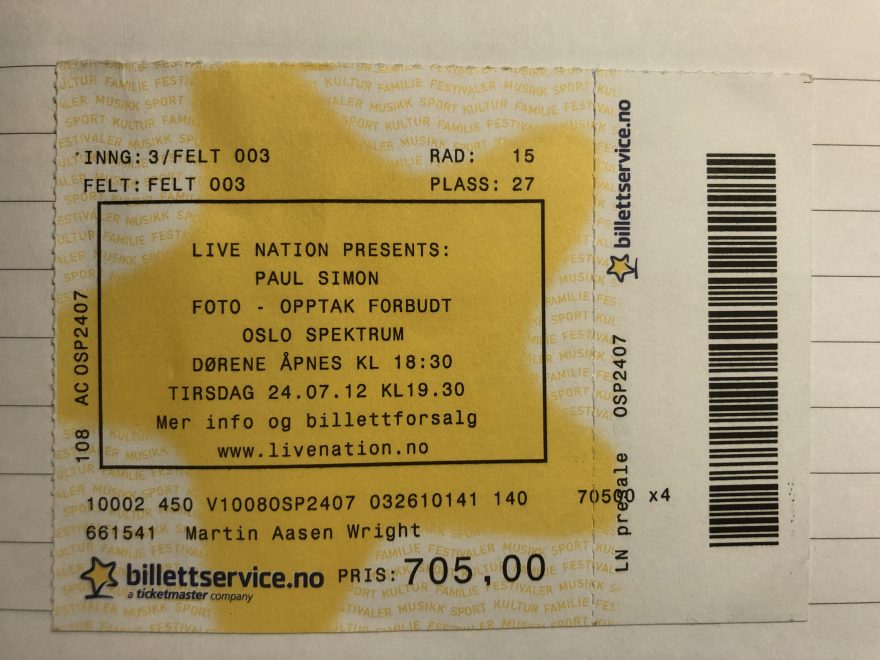 INNG: 3/FELT 003
RAD: 15
FELT: FELT 003
PLASS: 27
LIVE NATION PRESENTS:
PAUL SIMON
FOTO - OPPTAK FORBUDT
OSLO SPEKTRUM
DØRENE ÅPNES KL 18:30
TIRSDAG 24.07.12 KL19.30
Mer info og billettforsalg
www.livenation.no
108 AC OSP2407
10002 450 V10080SP2407 032610141 140
70500 x4
661541 Martin Aasen Wright
billettservice.no
a ticketmaster company
PRIS: 705,00
billettservice.no
LN presale OSP2407